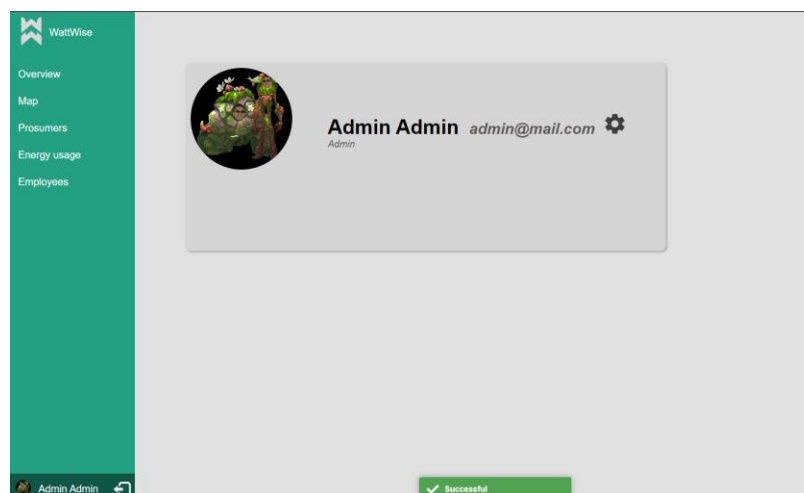 WattWise
Overview
Map
Prosumers
Energy usage
Employees
Admin Admin admin@mail.com
Admin
Admin Admin
Successful